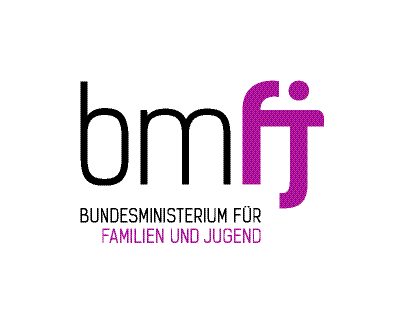 bmfj
BUNDESMINISTERIUM FÜR
FAMILIEN UND JUGEND